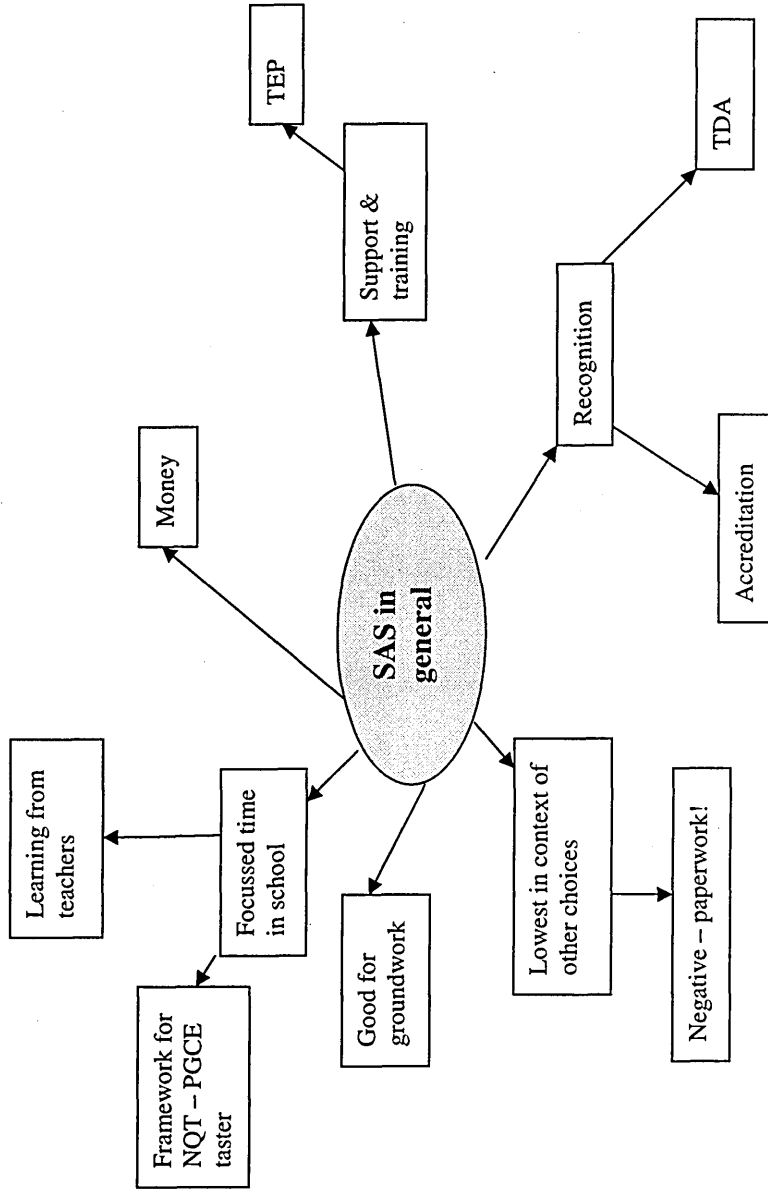 Learning from
teachers
Framework for
NQT – PGCE
taster
Focussed time
in school
Money
TEP
Support &
training
Good for
groundwork
SAS in
general
Lowest in context of
other choices
Negative – paperwork!
Recognition
TDA
Accreditation